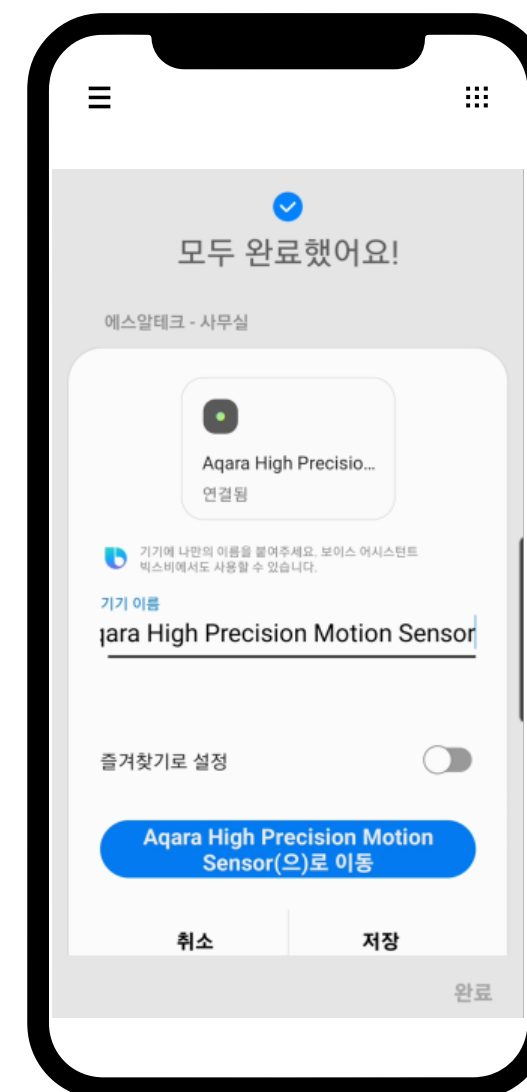 모두 완료했어요!
에스알테크 - 사무실
Aqara High Precisio...
연결됨
기기에 나만의 이름을 붙여주세요. 보이스 어시스턴트
빅스비에서도 사용할 수 있습니다.
기기 이름
qara High Precision Motion Sensor
즐겨찾기로 설정
Aqara High Precision Motion
Sensor(으)로 이동
취소 저장
완료